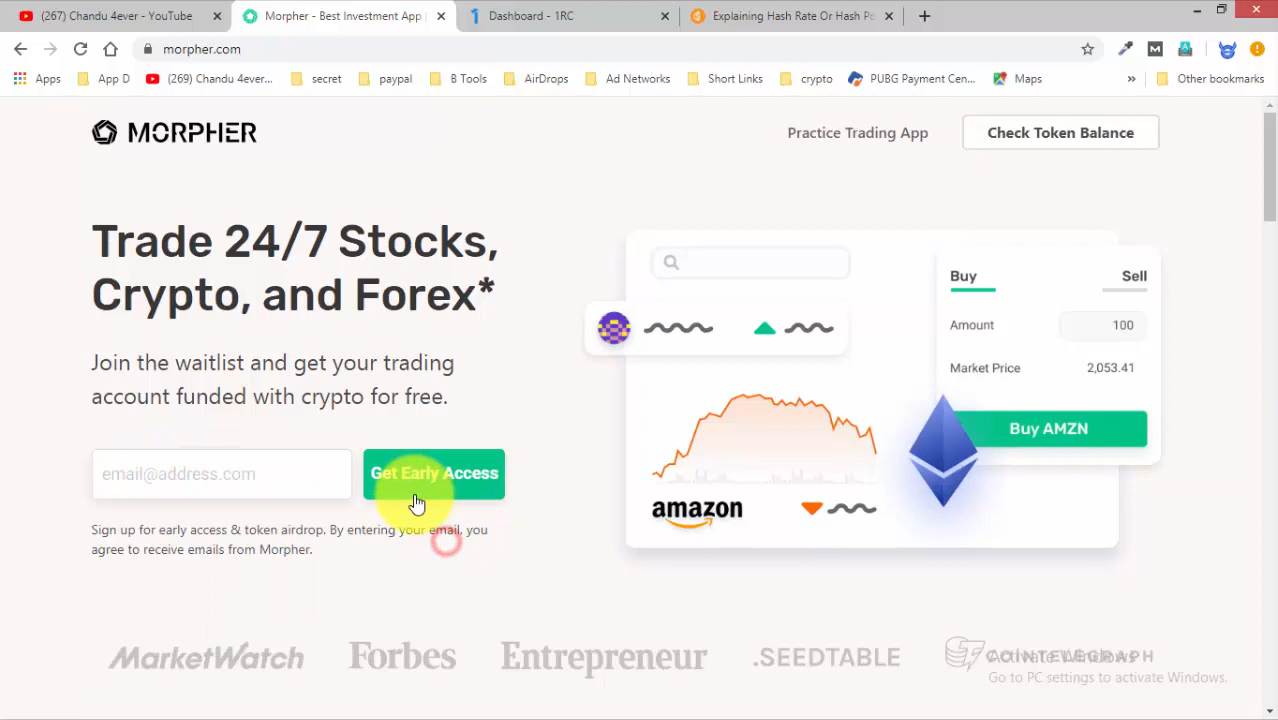 (267) Chandu 4ever - YouTube
Morpher - Best Investment App
Dashboard - 1RC
Explaining Hash Rate Or Hash Po
morpher.com
Apps
App D
(269) Chandu 4ever...
secret
paypal
B Tools
AirDrops
Ad Networks
Short Links
crypto
PUBG Payment Cen...
Maps
»
Other bookmarks
MORPHER
Practice Trading App
Check Token Balance
Trade 24/7 Stocks,
Crypto, and Forex*
Join the waitlist and get your trading
account funded with crypto for free.
email@address.com
Get Early Access
Sign up for early access & token airdrop. By entering your email, you
agree to receive emails from Morpher.
Buy
Sell
Amount
100
Market Price
2,053.41
Buy AMZN
amazon
MarketWatch
Forbes
Entrepreneur
.SEEDTABLE
COINTELEGRAPH
Activate Windows
Go to PC settings to activate Windows.